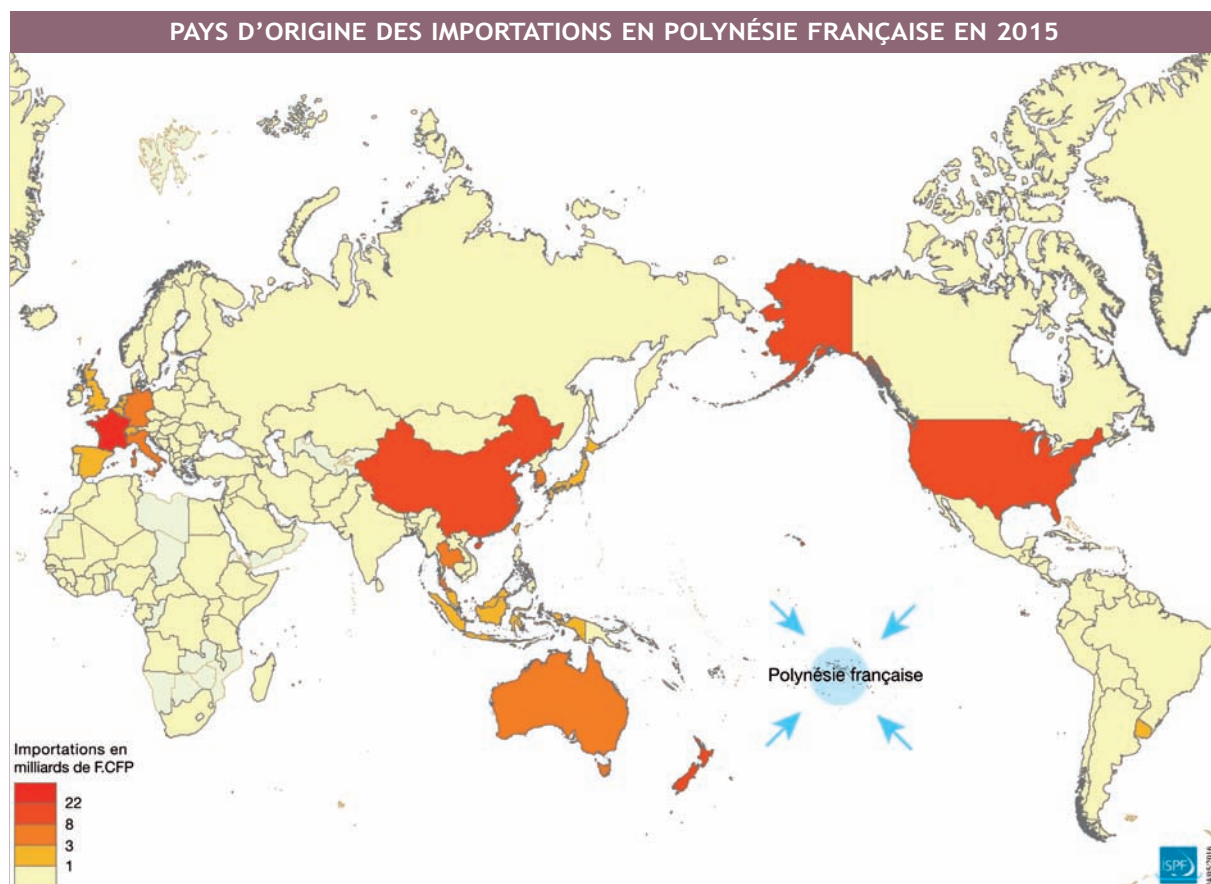 PAYS D'ORIGINE DES IMPORTATIONS EN POLYNÉSIE FRANÇAISE EN 2015
Polynésie française
Importations en
milliards de F.CFP
22
8
3
1
ISPF